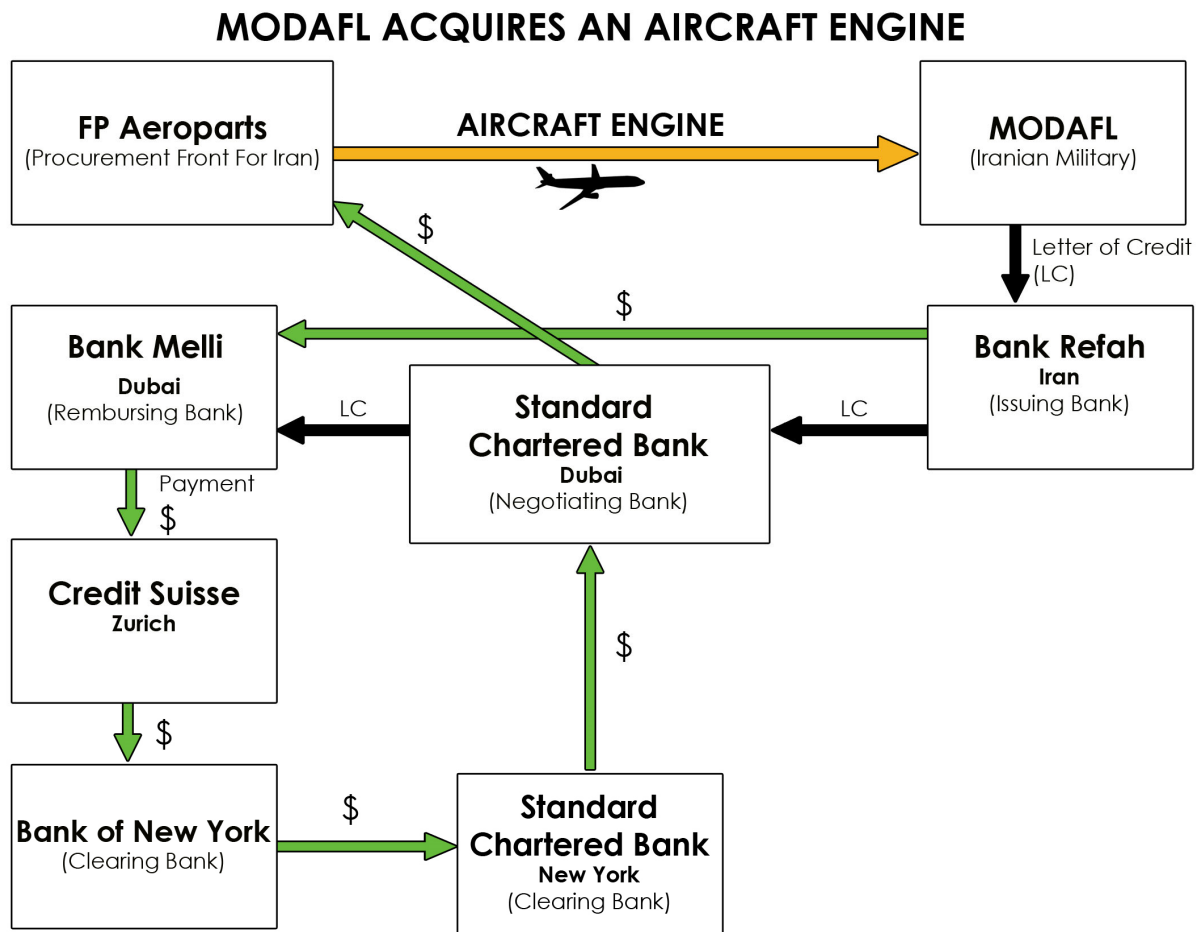 MODAFL ACQUIRES AN AIRCRAFT ENGINE
FP Aeroparts
(Procurement Front For Iran)
AIRCRAFT ENGINE
MODAFL
(Iranian Military)
$
Letter of Credit
(LC)
$
Bank Melli
Dubai
(Rembursing Bank)
LC
Standard
Chartered Bank
Dubai
(Negotiating Bank)
LC
Bank Refah
Iran
(Issuing Bank)
Payment
$
Credit Suisse
Zurich
$
$
Bank of New York
(Clearing Bank)
$
Standard
Chartered Bank
New York
(Clearing Bank)